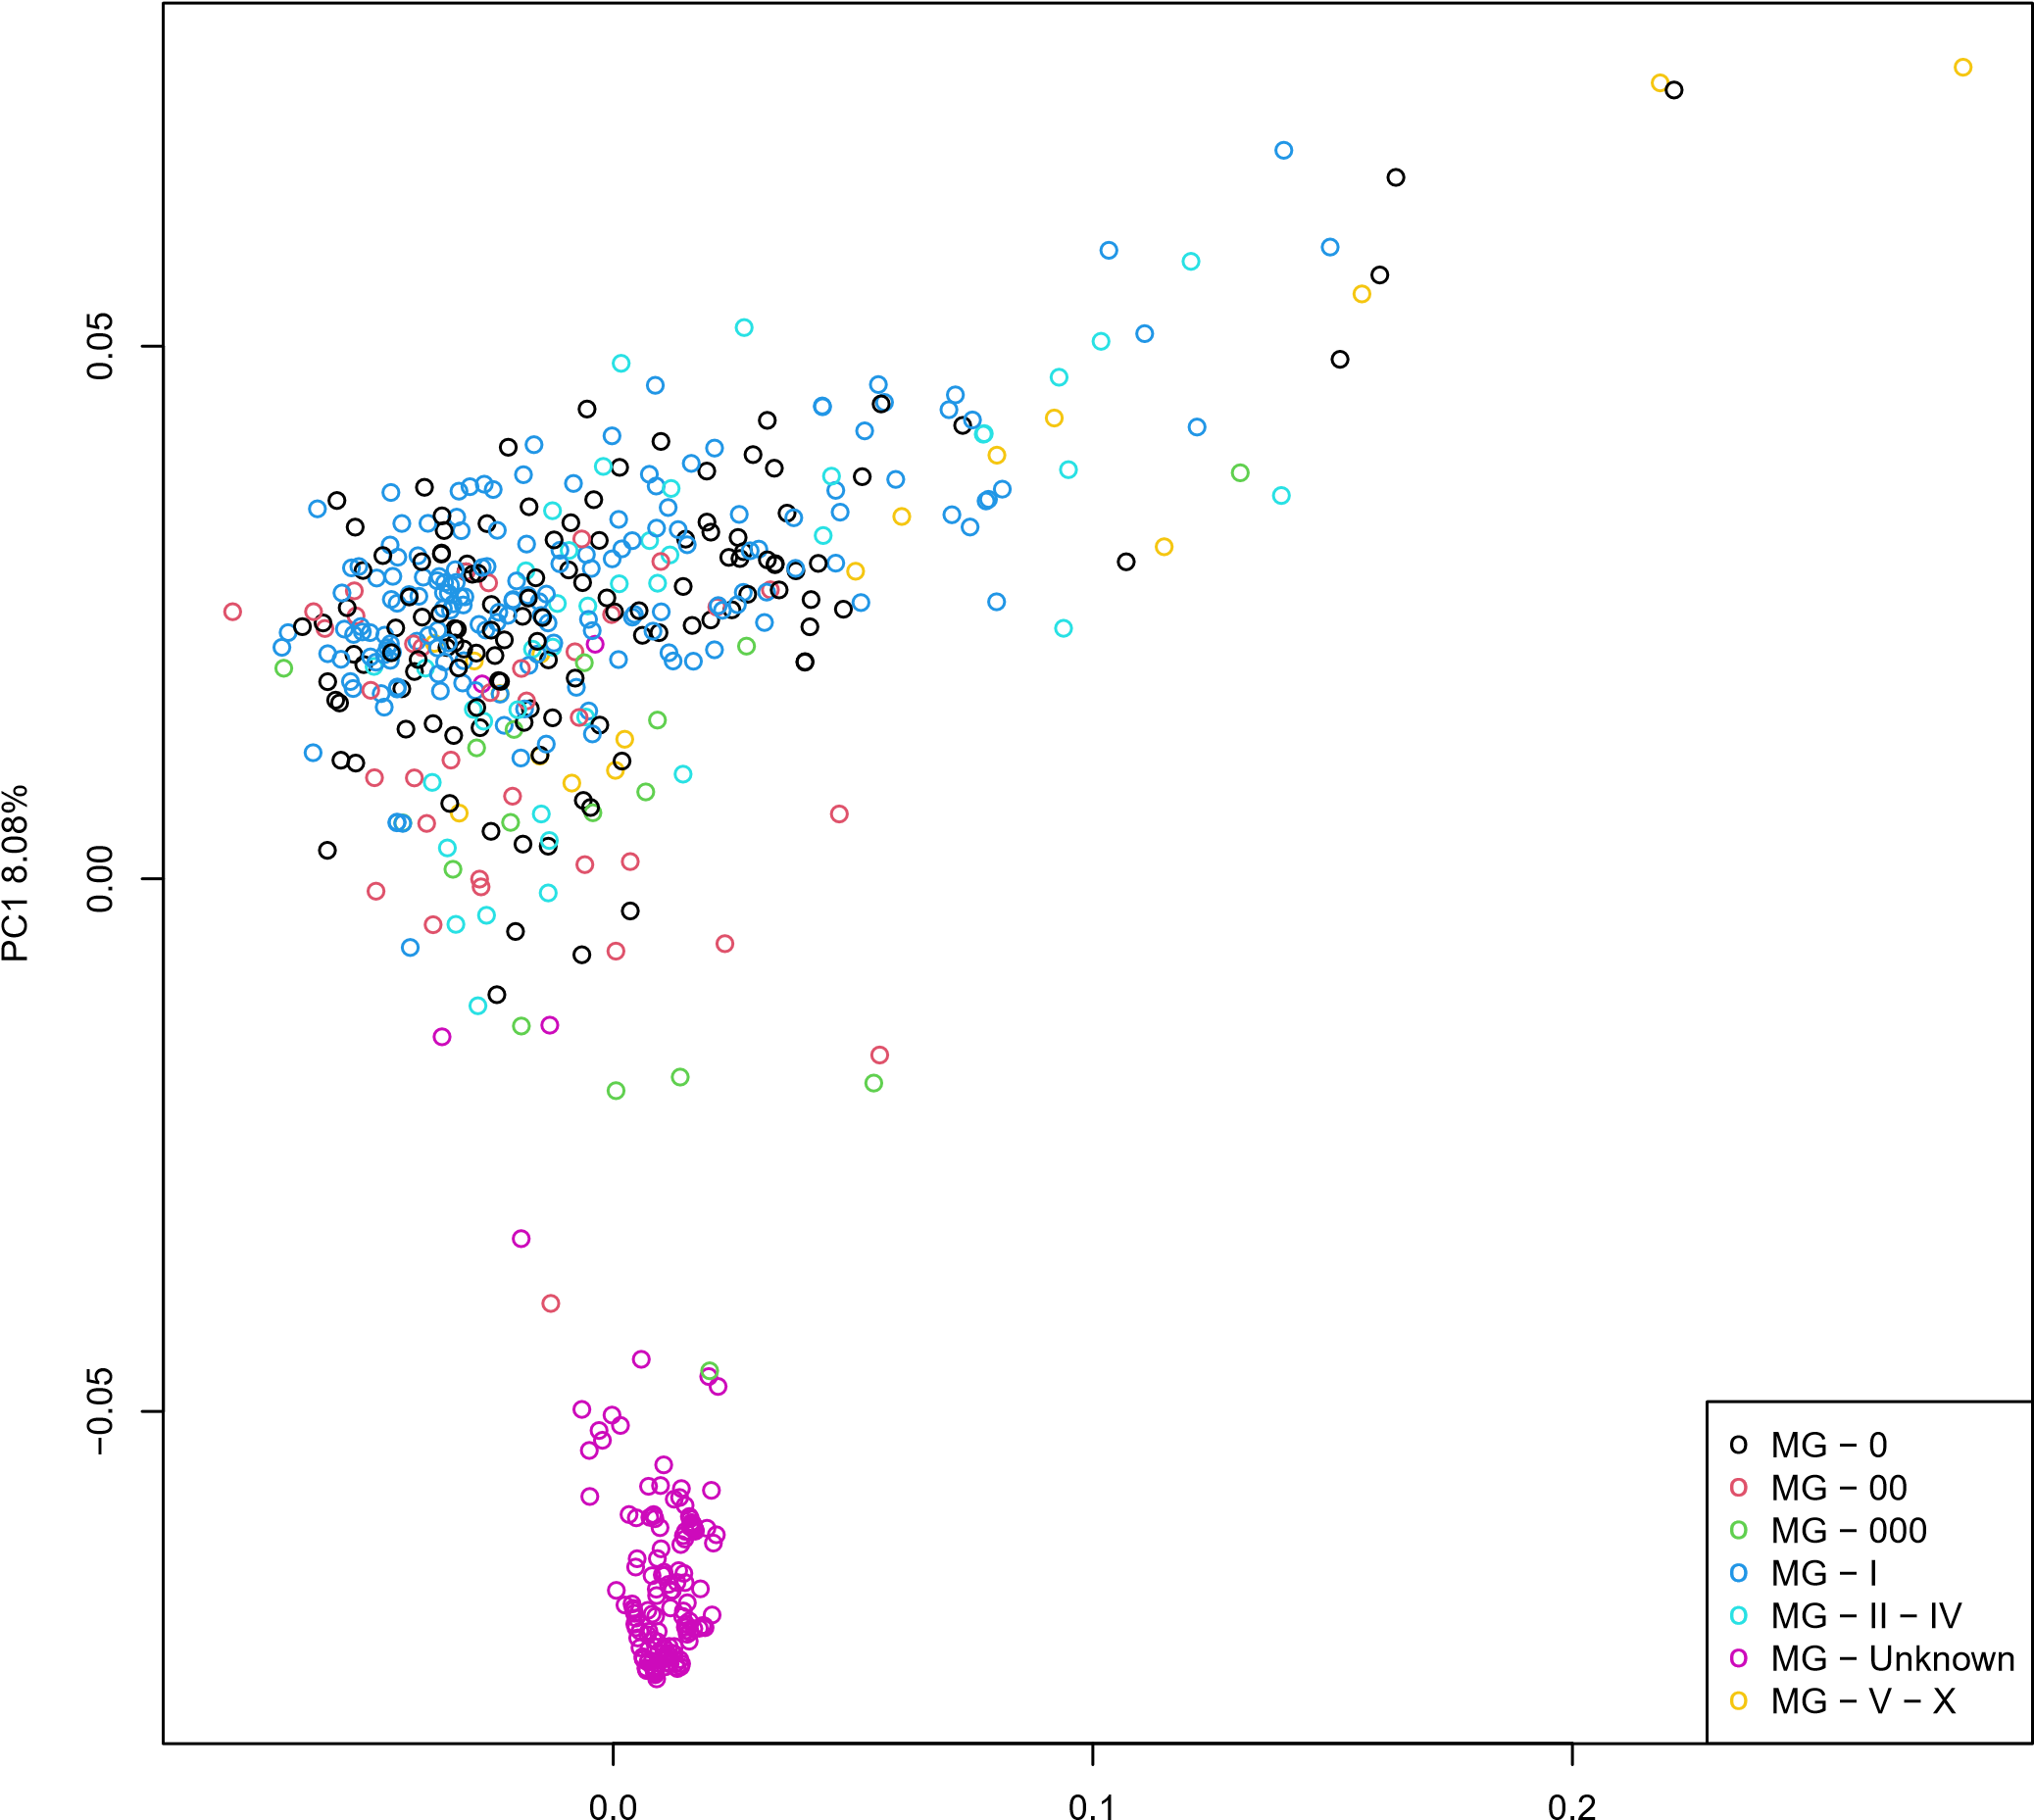 PC1 8.08%
0.05
0.00
−0.05
0.0
0.1
0.2
MG − 0
MG − 00
MG − 000
MG − I
MG − II − IV
MG − Unknown
MG − V − X